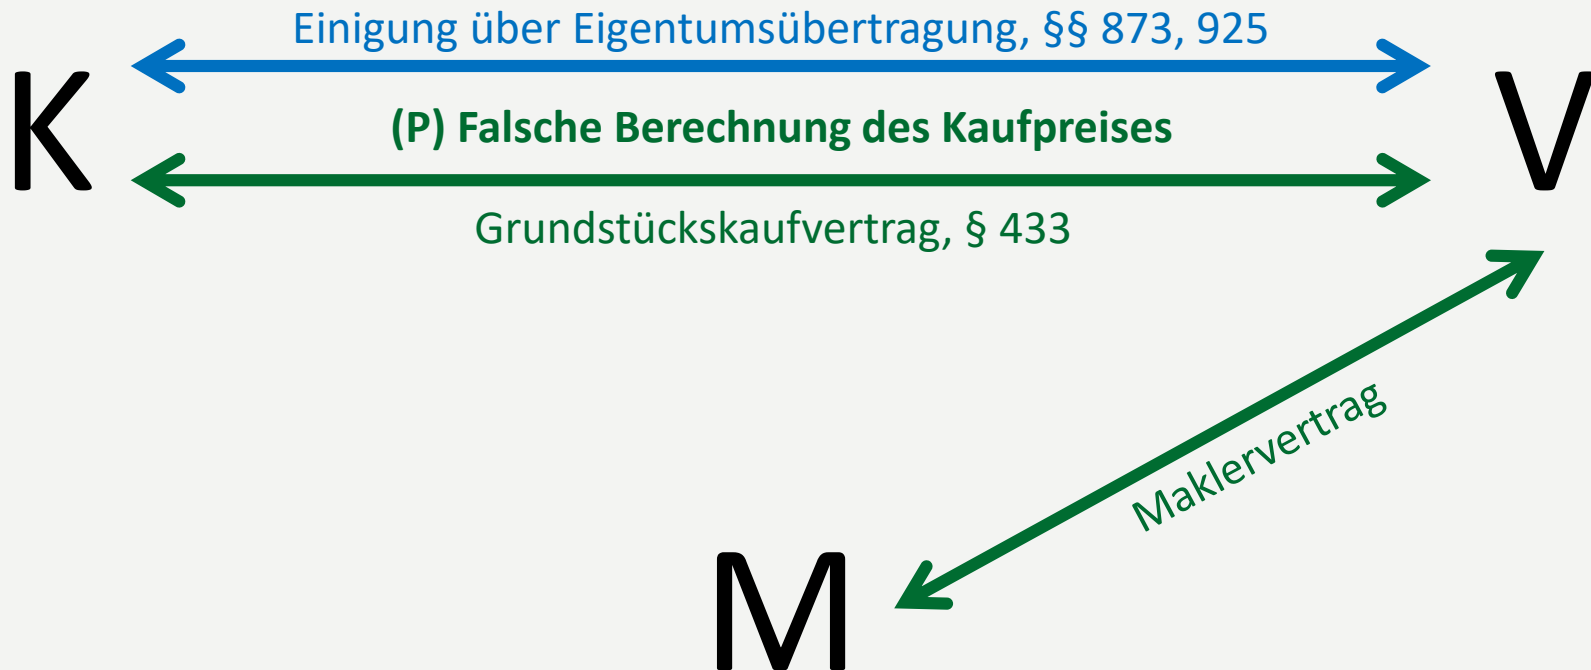 Einigung über Eigentumsübertragung, §§ 873, 925
K
V
(P) Falsche Berechnung des Kaufpreises
Grundstückskaufvertrag, § 433
Maklervertrag
M